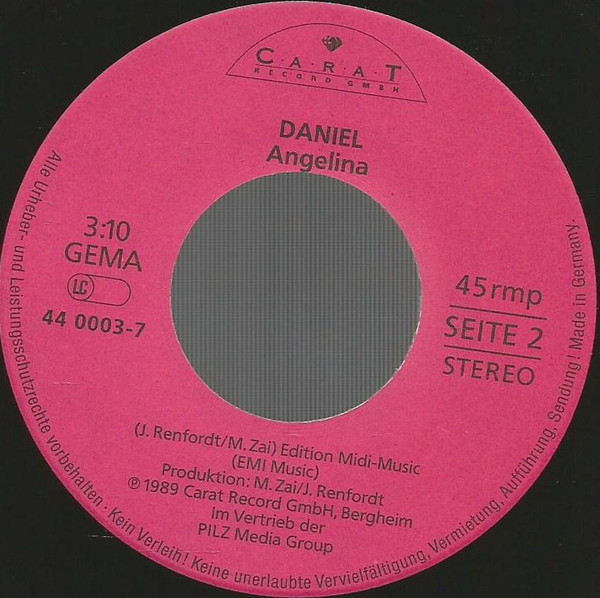 C·A·R·A·T
RECORD GMBH
DANIEL
Angelina
3:10
GEMA
LC
44 0003-7
45rmp
SEITE 2
STEREO
(J. Renfordt/M. Zai) Edition Midi-Music
(EMI Music)
Produktion: M. Zai/J. Renfordt
℗ 1989 Carat Record GmbH, Bergheim
Im Vertrieb der
PILZ Media Group
Alle Urheber- und Leistungsschutzrechte vorbehalten · Kein Verleih! Keine unerlaubte Vervielfältigung, Vermietung, Aufführung, Sendung! Made in Germany.